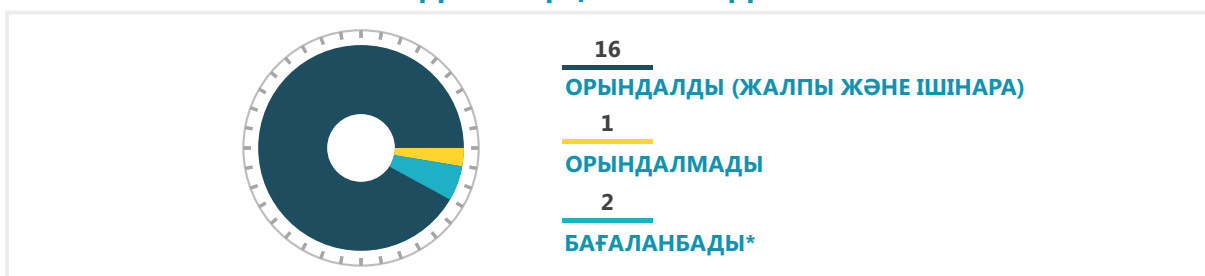 16
ОРЫНДАЛДЫ (ЖАЛПЫ ЖӘНЕ ІШІНАРА)
1
ОРЫНДАЛМАДЫ
2
БАҒАЛАНБАДЫ*